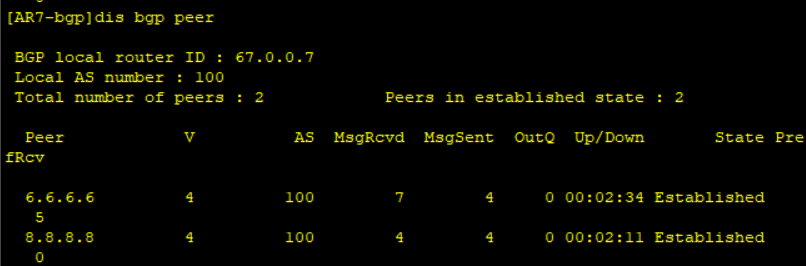 [AR7-bgp]dis bgp peer
BGP local router ID : 67.0.0.7
Local AS number : 100
Total number of peers : 2 Peers in established state : 2
Peer V AS MsgRcvd MsgSent OutQ Up/Down State Pre
fRcv
6.6.6.6 4 100 7 4 0 00:02:34 Established
5
8.8.8.8 4 100 4 4 0 00:02:11 Established
0